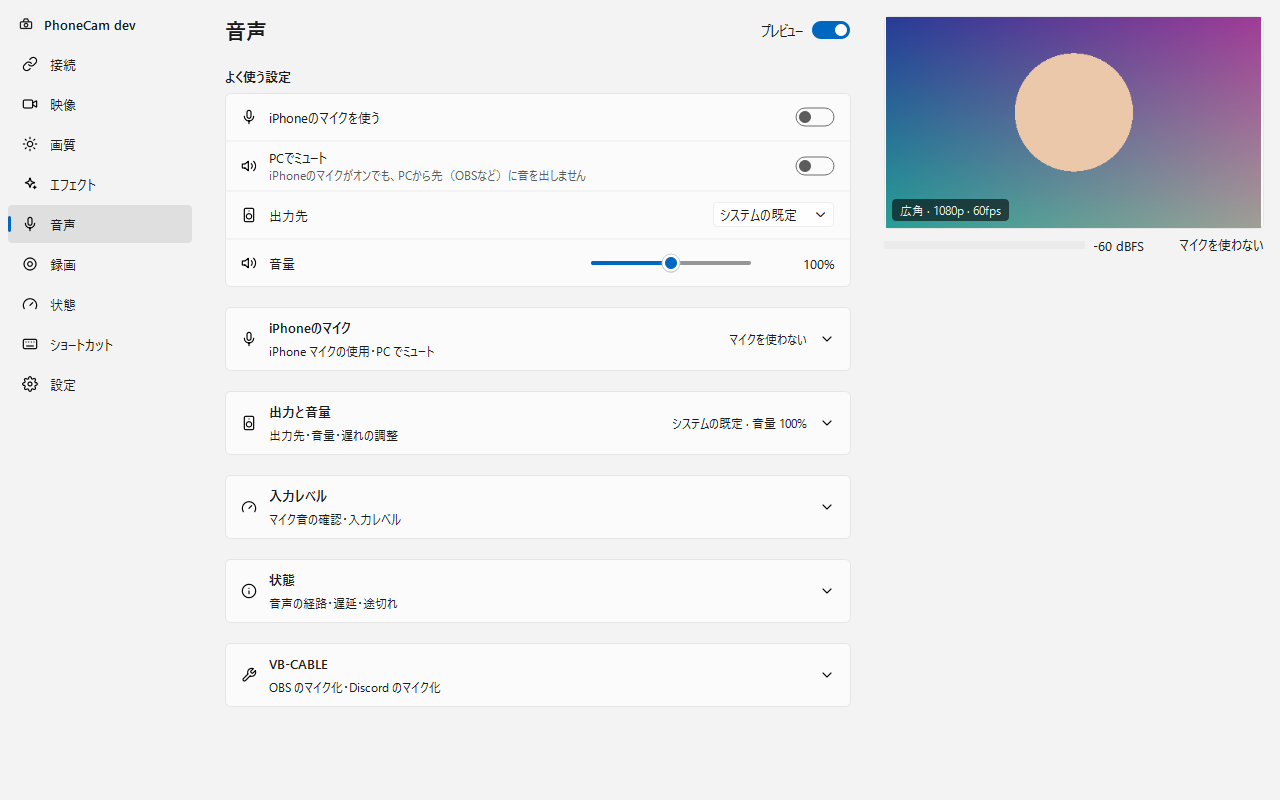 PhoneCam dev
接続
映像
画質
エフェクト
音声
録画
状態
ショートカット
設定
音声
プレビュー
よく使う設定
iPhoneのマイクを使う
PCでミュート
iPhoneのマイクがオンでも、PCから先（OBSなど）に音を出しません
出力先
システムの既定
音量
100%
iPhoneのマイク
iPhone マイクの使用・PC でミュート
マイクを使わない
出力と音量
出力先・音量・遅れの調整
システムの既定 · 音量 100%
入力レベル
マイク音の確認・入力レベル
状態
音声の経路・遅延・途切れ
VB-CABLE
OBS のマイク化・Discord のマイク化
広角 · 1080p · 60fps
-60 dBFS
マイクを使わない